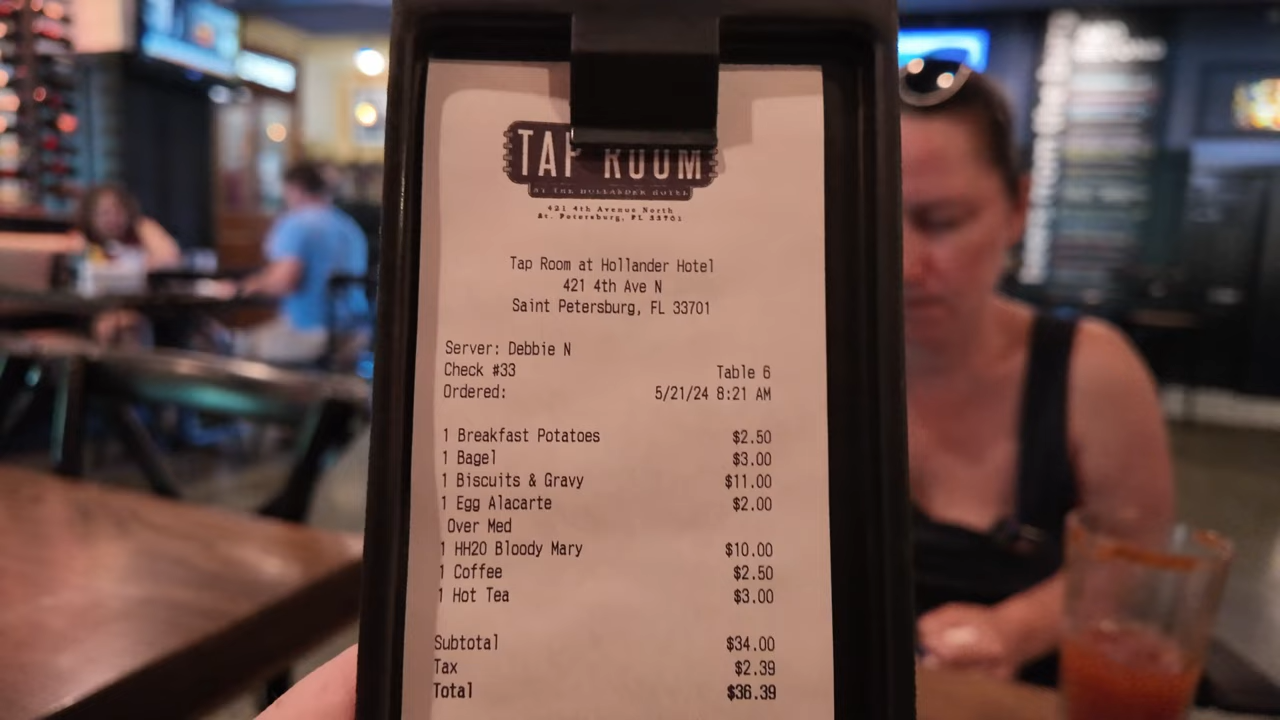 TAP ROOM
AT THE HOLLANDER HOTEL
421 4th Avenue North
St. Petersburg, FL 33701
Tap Room at Hollander Hotel
421 4th Ave N
Saint Petersburg, FL 33701
Server: Debbie N
Check #33 Table 6
Ordered: 5/21/24 8:21 AM
1 Breakfast Potatoes $2.50
1 Bagel $3.00
1 Biscuits & Gravy $11.00
1 Egg Alacarte $2.00
Over Med
1 HH20 Bloody Mary $10.00
1 Coffee $2.50
1 Hot Tea $3.00
Subtotal $34.00
Tax $2.39
Total $36.39